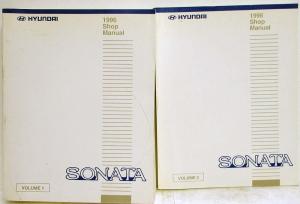 HYUNDAI
1996
Shop
Manual
SONATA
VOLUME 1
HYUNDAI
1996
Shop
Manual
SONATA
VOLUME 2